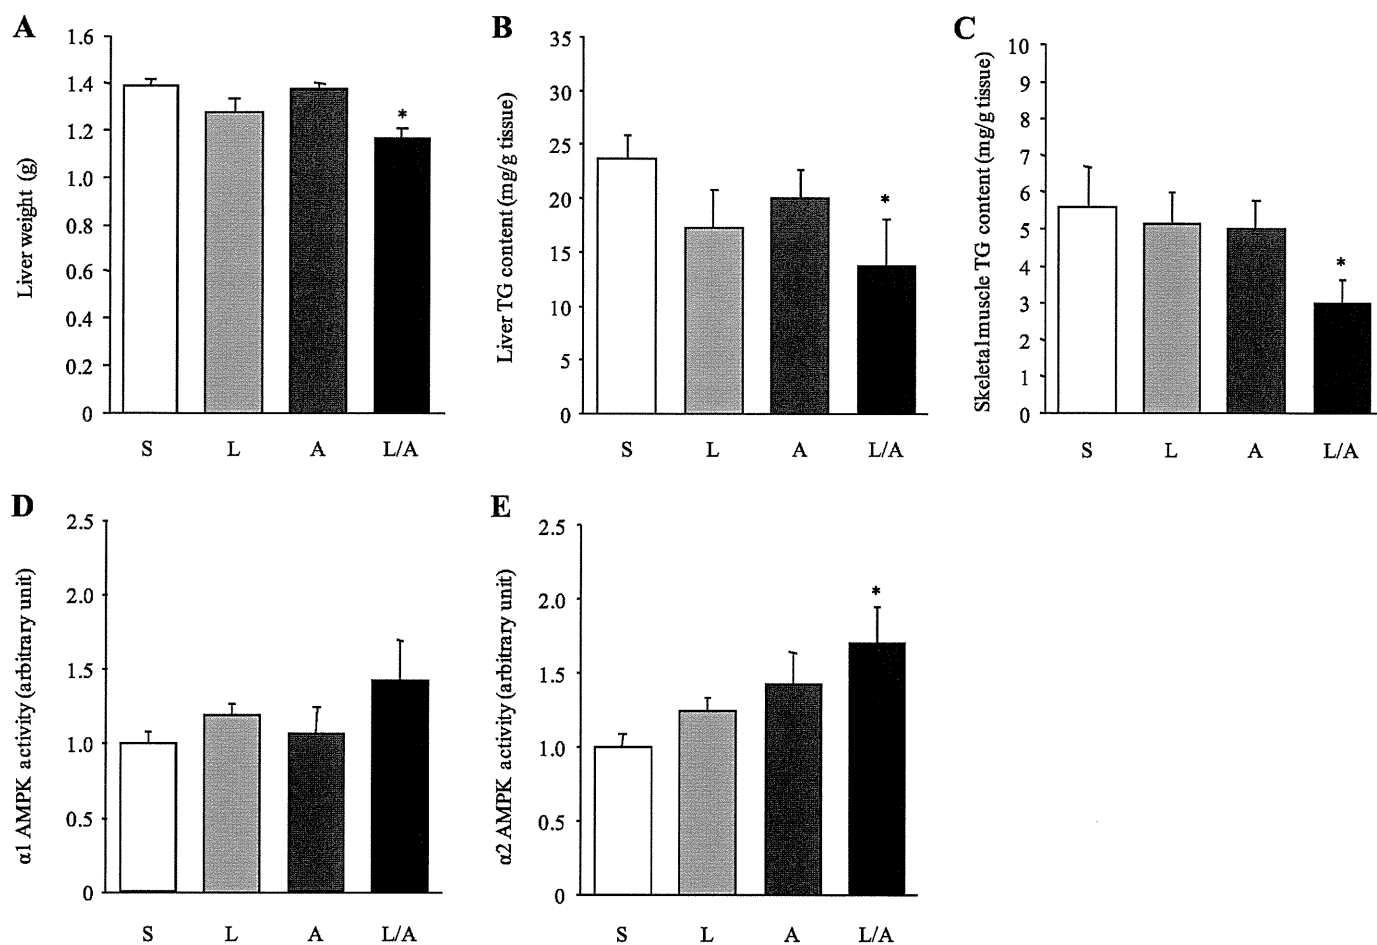 A
Liver weight (g)
1.6
1.4
1.2
1.0
0.8
0.6
0.4
0.2
0
*
S L A L/A
B
Liver TG content (mg/g tissue)
35
30
25
20
15
10
5
0
*
S L A L/A
C
Skeletal muscle TG content (mg/g tissue)
10
9
8
7
6
5
4
3
2
1
0
*
S L A L/A
D
α1 AMPK activity (arbitrary unit)
2.5
2.0
1.5
1.0
0.5
0
S L A L/A
E
α2 AMPK activity (arbitrary unit)
2.5
2.0
1.5
1.0
0.5
0
*
S L A L/A